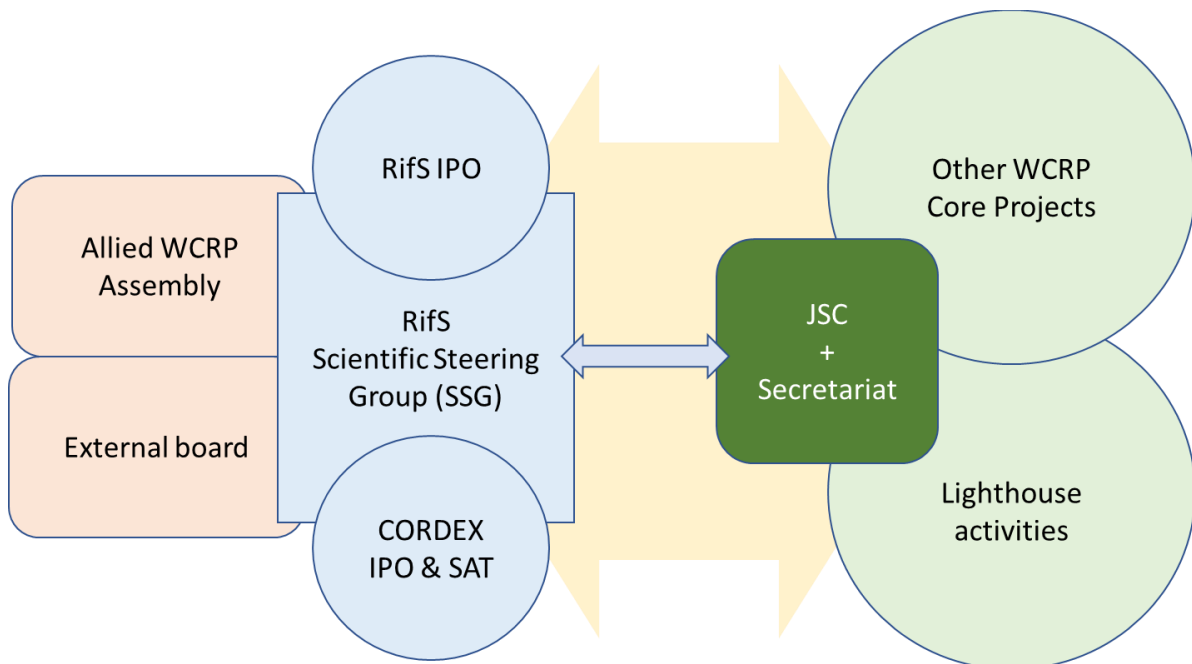 RifS IPO
Allied WCRP
Assembly
External board
RifS
Scientific Steering
Group (SSG)
CORDEX
IPO & SAT
JSC
+
Secretariat
Other WCRP
Core Projects
Lighthouse
activities